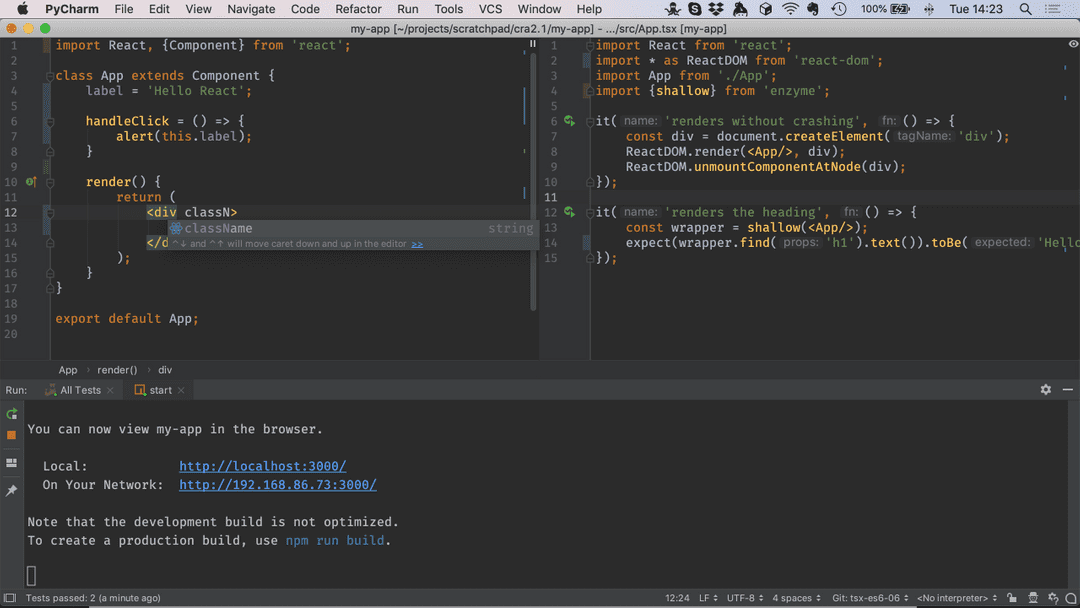 PyCharm File Edit View Navigate Code Refactor Run Tools VCS Window Help 100% Tue 14:23
my-app [~/projects/scratchpad/cra2.1/my-app] - .../src/App.tsx [my-app]
1 import React, {Component} from 'react';
2
3 class App extends Component {
4 label = 'Hello React';
5
6 handleClick = () => {
7 alert(this.label);
8 }
9
10 render() {
11 return (
12 <div classN>
13 className string
14 </d ^↓ and ^↑ will move caret down and up in the editor >>
15 );
16 }
17 }
18
19 export default App;
20
1 import React from 'react';
2 import * as ReactDOM from 'react-dom';
3 import App from './App';
4 import {shallow} from 'enzyme';
5
6 it( name: 'renders without crashing', fn: () => {
7 const div = document.createElement( tagName: 'div');
8 ReactDOM.render(<App/>, div);
9 ReactDOM.unmountComponentAtNode(div);
10 });
11
12 it( name: 'renders the heading', fn: () => {
13 const wrapper = shallow(<App/>);
14 expect(wrapper.find( props: 'h1').text()).toBe( expected: 'Hello
15 });
App › render() › div
Run: All Tests × start ×
You can now view my-app in the browser.
Local: http://localhost:3000/
On Your Network: http://192.168.86.73:3000/
Note that the development build is not optimized.
To create a production build, use npm run build.
Tests passed: 2 (a minute ago) 12:24 LF UTF-8 4 spaces Git: tsx-es6-06 <No interpreter>